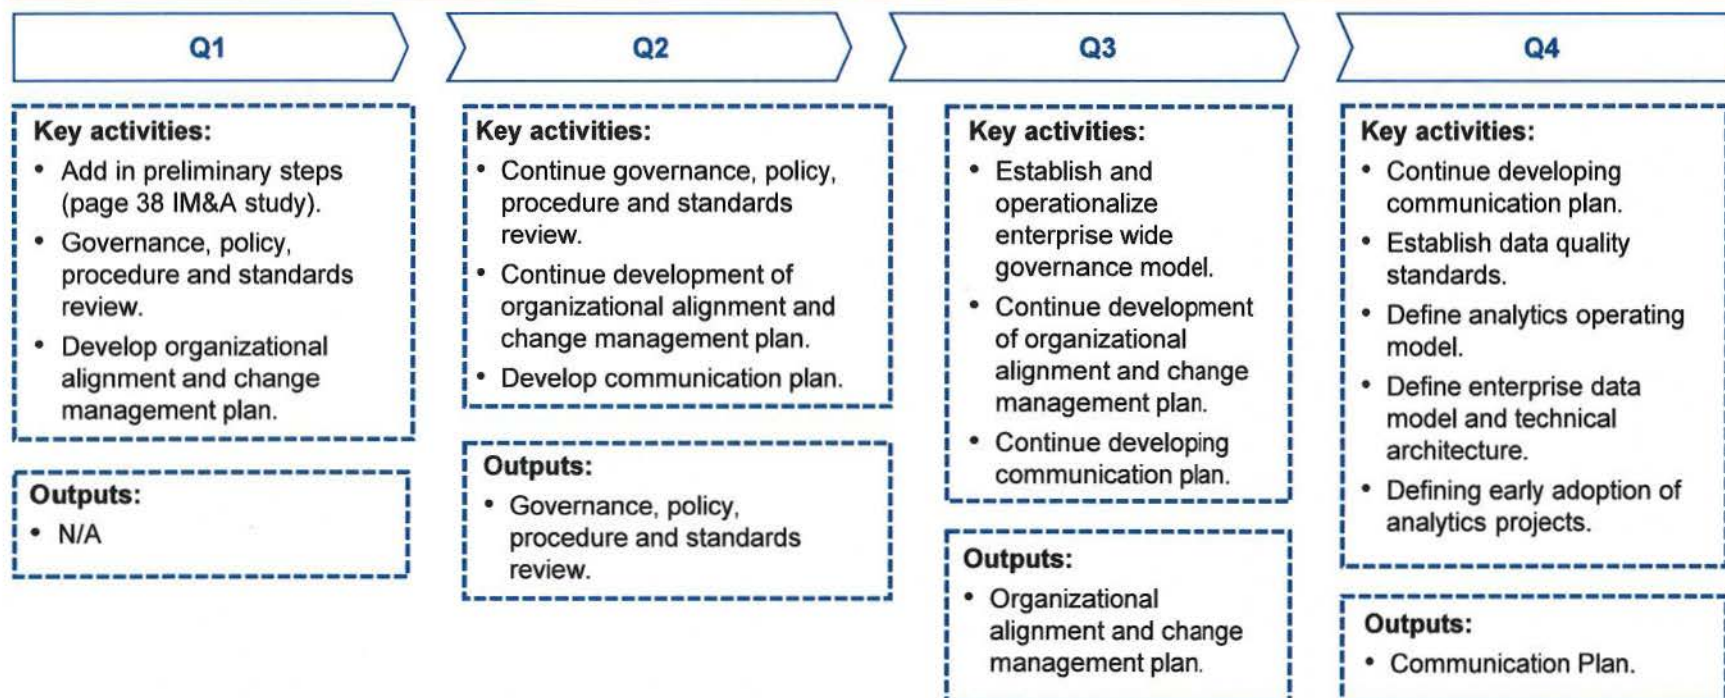 Q1
Key activities:
• Add in preliminary steps
(page 38 IM&A study).
• Governance, policy,
procedure and standards
review.
• Develop organizational
alignment and change
management plan.
Outputs:
• N/A
Q2
Key activities:
• Continue governance, policy,
procedure and standards
review.
• Continue development of
organizational alignment and
change management plan.
• Develop communication plan.
Outputs:
• Governance, policy,
procedure and standards
review.
Q3
Key activities:
• Establish and
operationalize
enterprise wide
governance model.
• Continue development
of organizational
alignment and change
management plan.
• Continue developing
communication plan.
Outputs:
• Organizational
alignment and change
management plan.
Q4
Key activities:
• Continue developing
communication plan.
• Establish data quality
standards.
• Define analytics operating
model.
• Define enterprise data
model and technical
architecture.
• Defining early adoption of
analytics projects.
Outputs:
• Communication Plan.